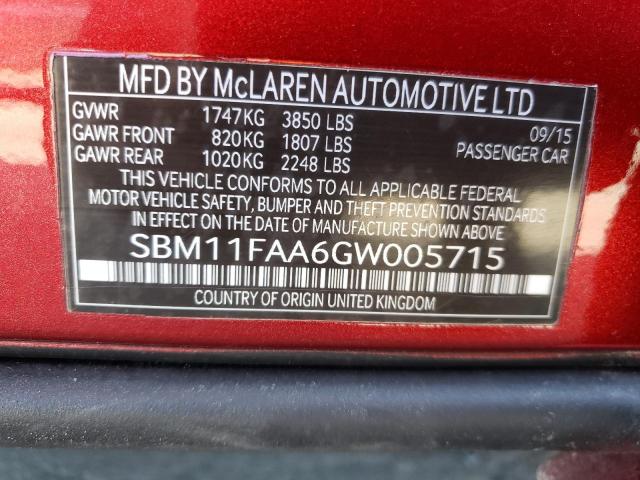 MFD BY McLAREN AUTOMOTIVE LTD
GVWR 1747KG 3850 LBS 09/15
GAWR FRONT 820KG 1807 LBS PASSENGER CAR
GAWR REAR 1020KG 2248 LBS
THIS VEHICLE CONFORMS TO ALL APPLICABLE FEDERAL
MOTOR VEHICLE SAFETY, BUMPER AND THEFT PREVENTION STANDARDS
IN EFFECT ON THE DATE OF MANUFACTURE SHOWN ABOVE.
SBM11FAA6GW005715
COUNTRY OF ORIGIN UNITED KINGDOM